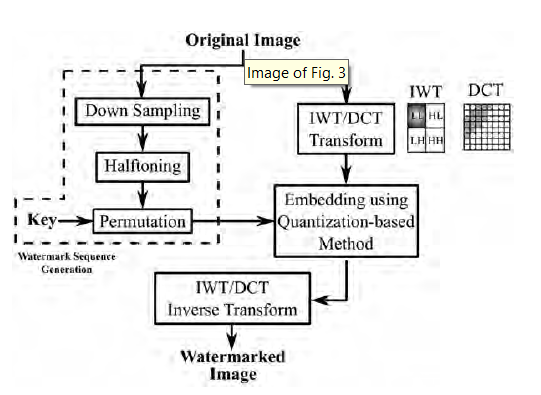 Original Image
Image of Fig. 3
IWT
DCT
Down Sampling
IWT/DCT
Transform
LL HL
LH HH
Halftoning
Key
Permutation
Embedding using
Quantization-based
Method
Watermark Sequence
Generation
IWT/DCT
Inverse Transform
Watermarked
Image